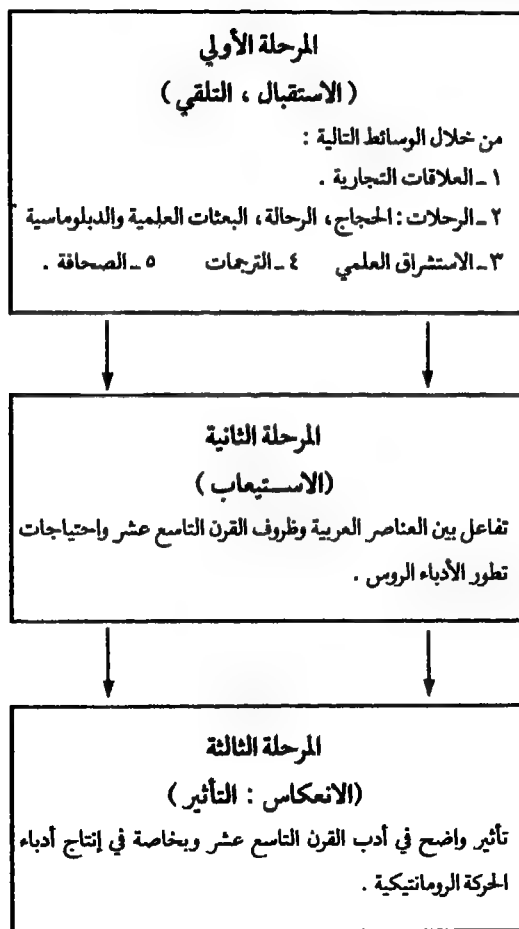 المرحلة الأولي
( الاستقبال ، التلقي )
من خلال الوسائط التالية :
١ ـ العلاقات التجارية .
٢ ـ الرحلات : الحجاج ، الرحالة ، البعثات العلمية والدبلوماسية
٣ ـ الاستشراق العلمي ٤ ـ الترجمات ٥ ـ الصحافة .
المرحلة الثانية
(الاستيعاب )
تفاعل بين العناصر العربية وظروف القرن التاسع عشر واحتياجات
تطور الأدباء الروس .
المرحلة الثالثة
(الانعكاس : التأثير )
تأثير واضح في أدب القرن التاسع عشر وبخاصة في إنتاج أدباء
الحركة الرومانتيكية .